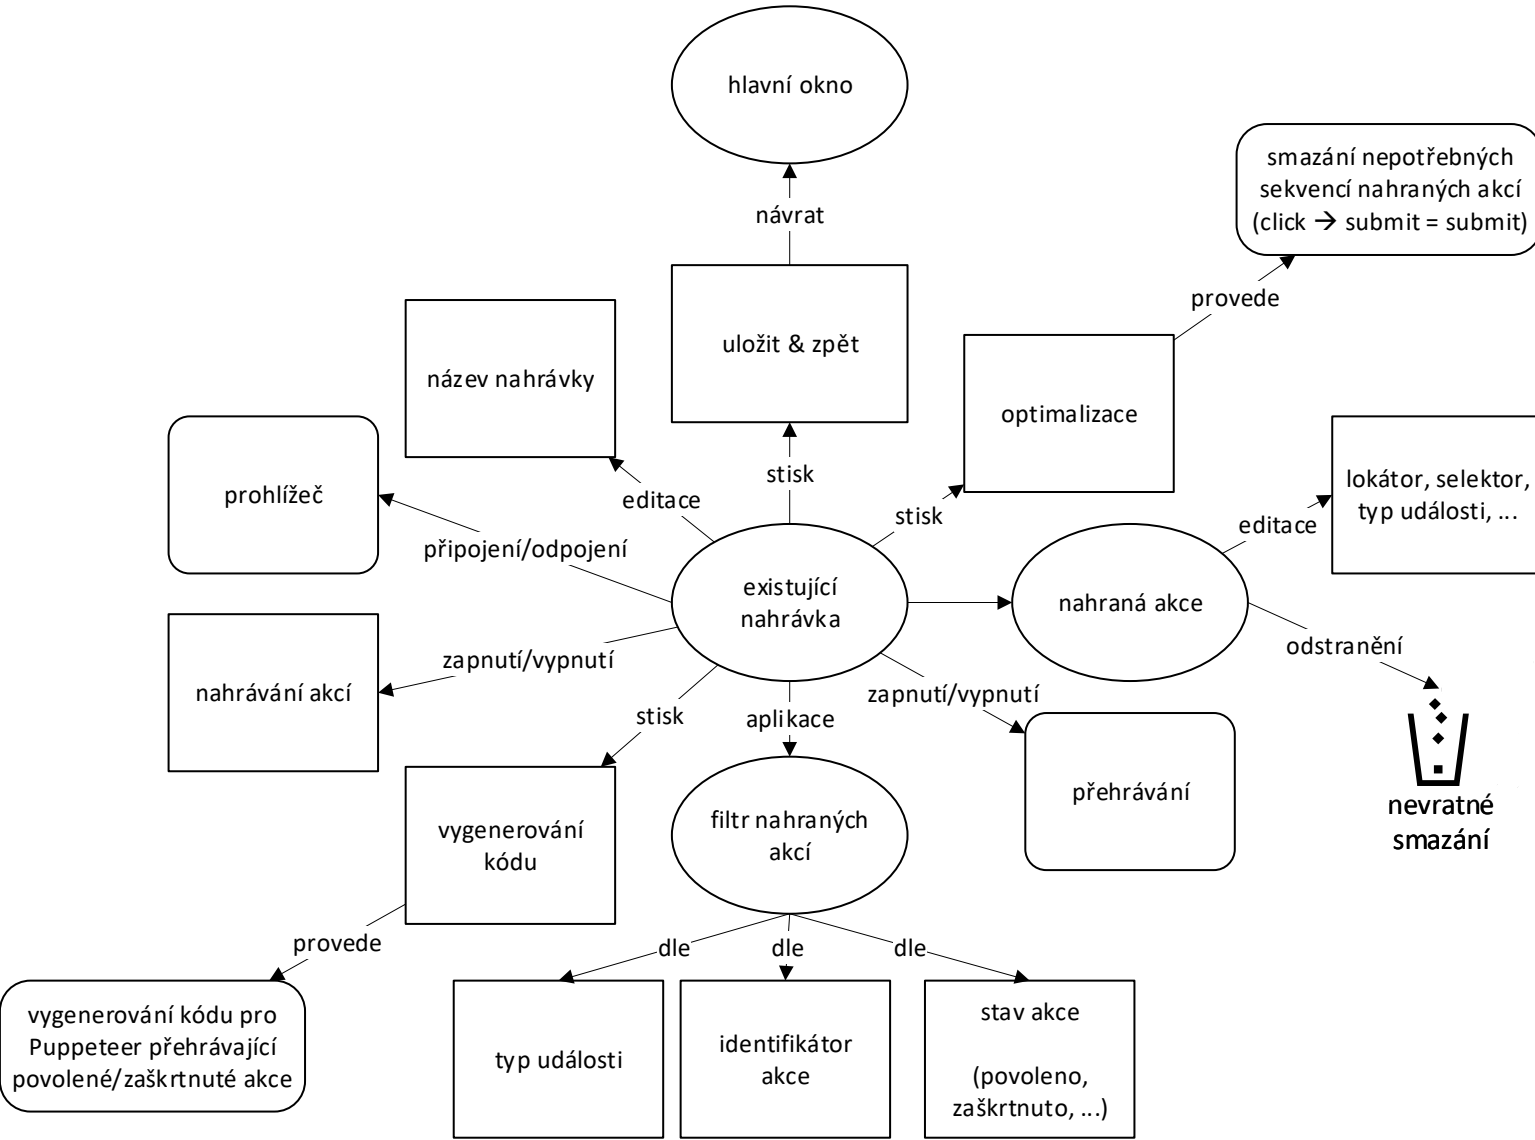 hlavní okno
smazání nepotřebných
sekvencí nahraných akcí
(click → submit = submit)
návrat
provede
uložit & zpět
název nahrávky
optimalizace
prohlížeč
stisk
editace
stisk
lokátor, selektor,
typ události, ...
editace
připojení/odpojení
existující
nahrávka
nahraná akce
odstranění
zapnutí/vypnutí
nahrávání akcí
zapnutí/vypnutí
stisk
aplikace
přehrávání
nevratné
smazání
vygenerování
kódu
filtr nahraných
akcí
provede
dle
dle
dle
vygenerování kódu pro
Puppeteer přehrávající
povolené/zaškrtnuté akce
typ události
identifikátor
akce
stav akce
(povoleno,
zaškrtnuto, ...)